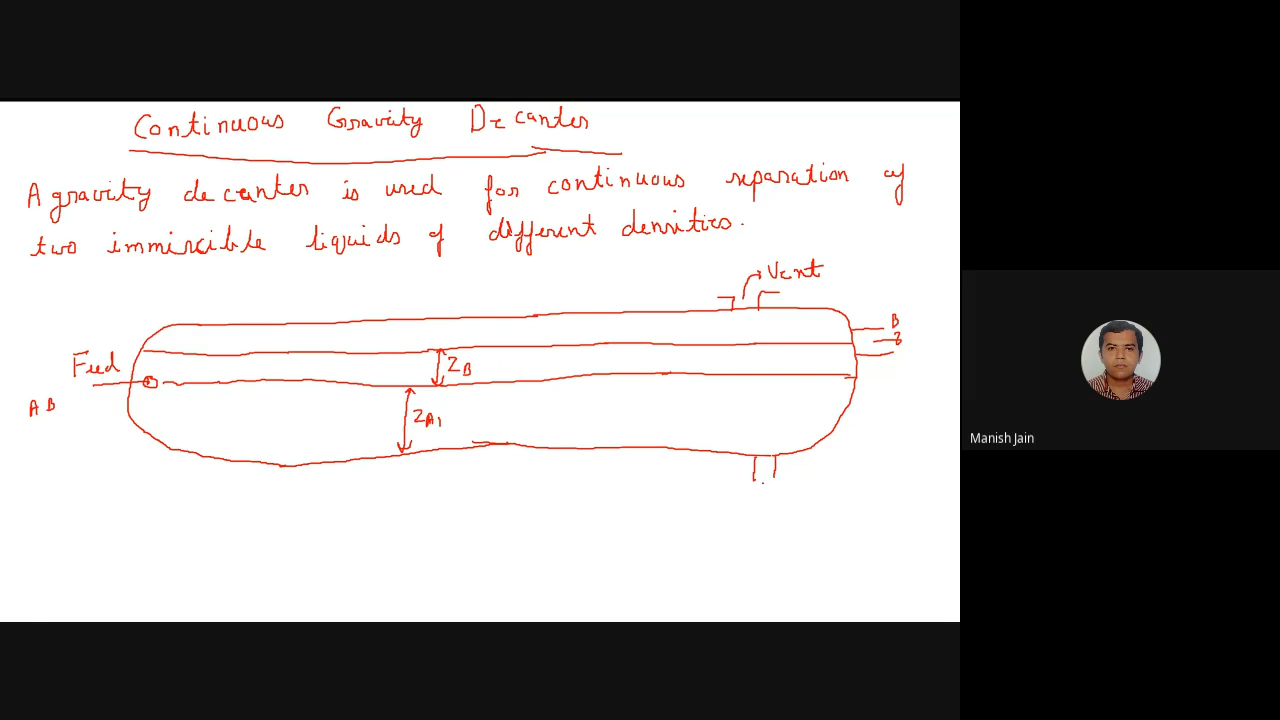 Continuous Gravity Decanter
A gravity decanter is used for continuous separation of
two immiscible liquids of different densities.
Vent
B
Feed
ZB
A B
ZA1
Manish Jain